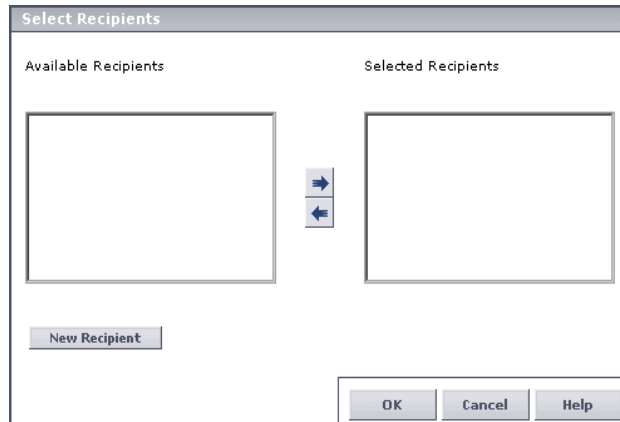 Select Recipients
Available Recipients
Selected Recipients
New Recipient
OK
Cancel
Help